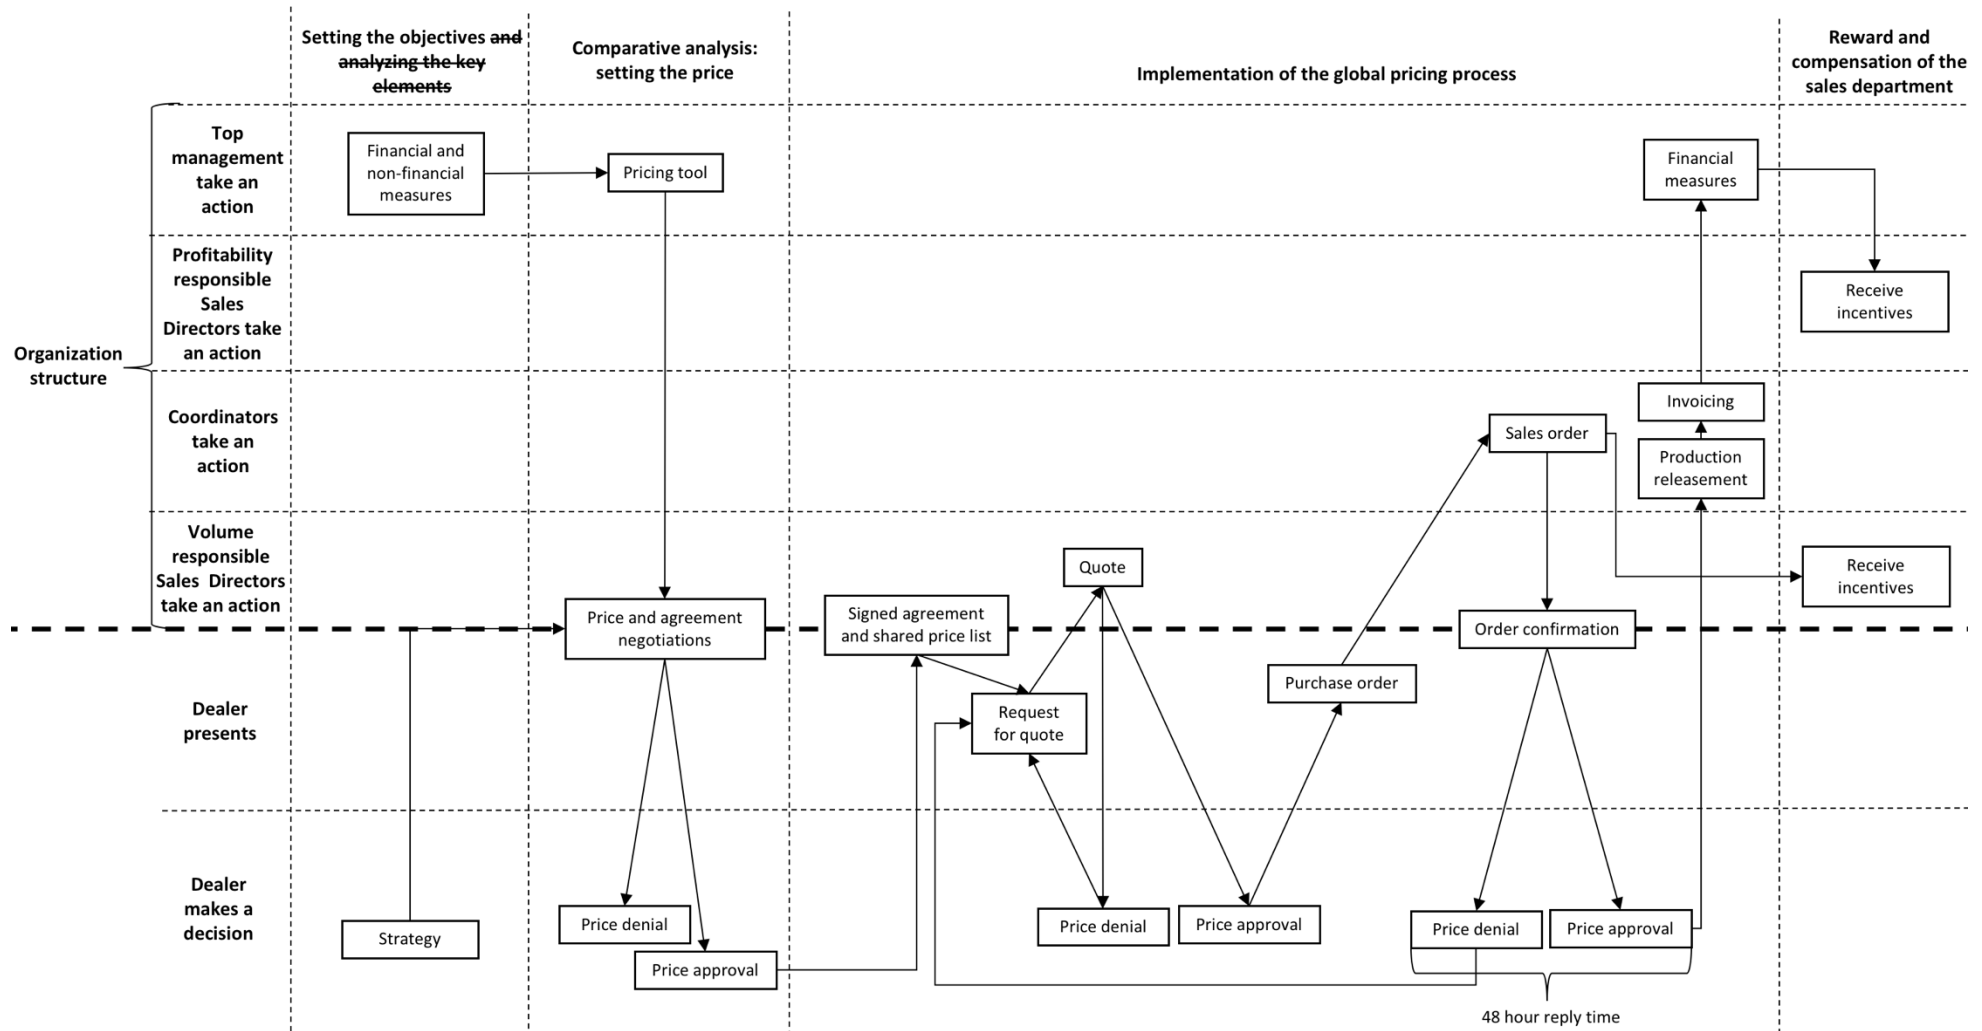 Setting the objectives and
analyzing the key
elements
Comparative analysis:
setting the price
Implementation of the global pricing process
Reward and
compensation of the
sales department
Organization
structure
Top
management
take an
action
Financial and
non-financial
measures
Pricing tool
Financial
measures
Profitability
responsible
Sales
Directors take
an action
Receive
incentives
Coordinators
take an
action
Sales order
Invoicing
Production
releasement
Volume
responsible
Sales Directors
take an action
Price and agreement
negotiations
Signed agreement
and shared price list
Quote
Order confirmation
Receive
incentives
Dealer
presents
Request
for quote
Purchase order
Dealer
makes a
decision
Strategy
Price denial
Price approval
Price denial
Price approval
Price denial
Price approval
48 hour reply time